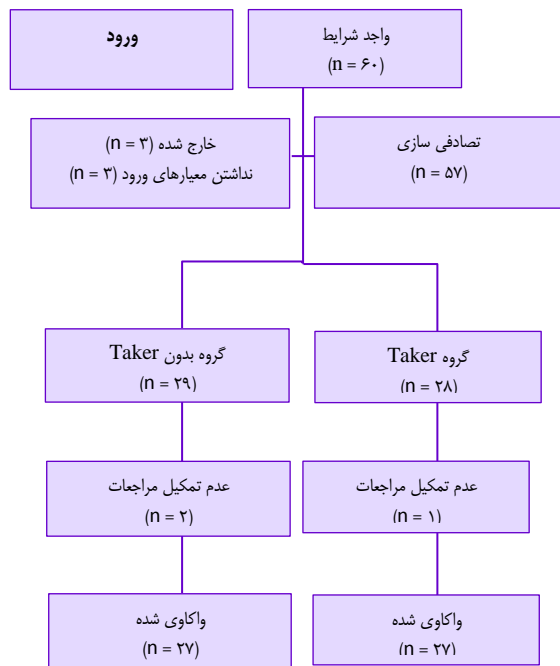 ورود
واجد شرایط
(n = ۶۰)
خارج شده (n = ۳)
نداشتن معیارهای ورود (n = ۳)
تصادفی سازی
(n = ۵۷)
گروه بدون Taker
(n = ۲۹)
گروه Taker
(n = ۲۸)
عدم تمکیل مراجعات
(n = ۲)
عدم تمکیل مراجعات
(n = ۱)
واکاوی شده
(n = ۲۷)
واکاوی شده
(n = ۲۷)